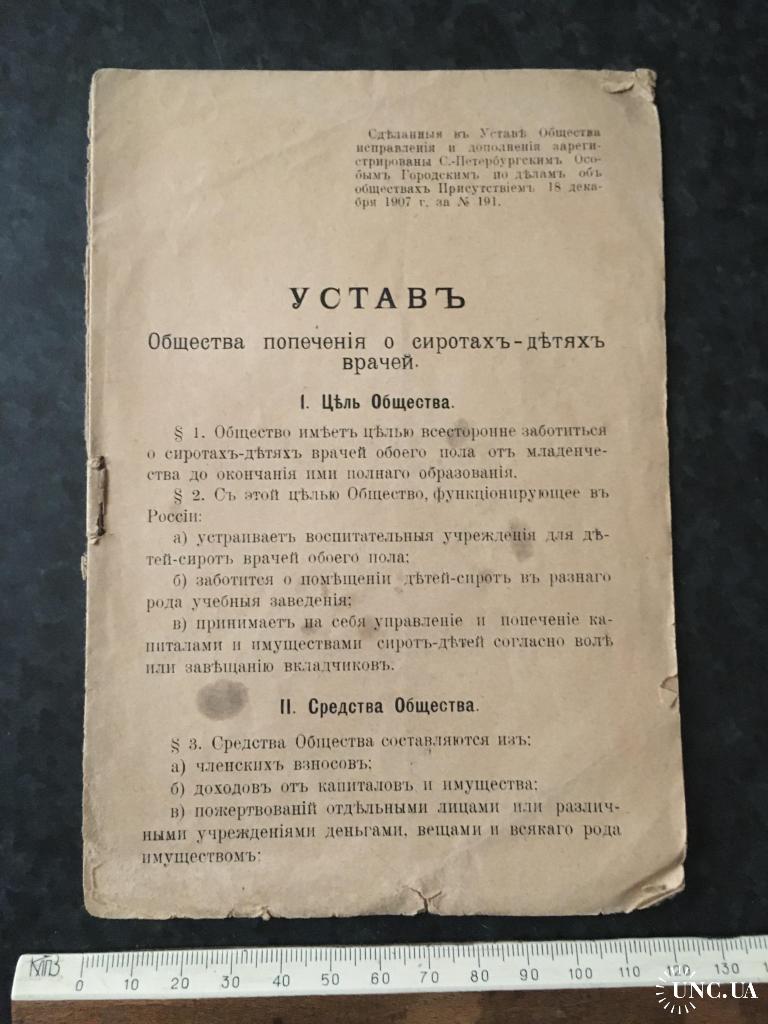 Сдѣланныя въ Уставѣ Общества
исправленія и дополненія зареги-
стрированы С.-Петербургскимъ Осо-
бымъ Городскимъ по дѣламъ объ
обществахъ Присутствіемъ 18 дека-
бря 1907 г. за № 191.
УСТАВЪ
Общества попеченія о сиротахъ-дѣтяхъ
врачей.
I. Цѣль Общества.
§ 1. Общество имѣетъ цѣлью всесторонне заботиться
о сиротахъ-дѣтяхъ врачей обоего пола отъ младенче-
ства до окончанія ими полнаго образованія.
§ 2. Съ этой цѣлью Общество, функціонирующее въ
Россіи:
а) устраиваетъ воспитательныя учрежденія для дѣ-
тей-сиротъ врачей обоего пола;
б) заботится о помѣщеніи дѣтей-сиротъ въ разнаго
рода учебныя заведенія;
в) принимаетъ на себя управленіе и попеченіе ка-
питалами и имуществами сиротъ-дѣтей согласно волѣ
или завѣщанію вкладчиковъ.
II. Средства Общества.
§ 3. Средства Общества составляются изъ:
а) членскихъ взносовъ;
б) доходовъ отъ капиталовъ и имущества;
в) пожертвованій отдѣльными лицами или различ-
ными учрежденіями деньгами, вещами и всякаго рода
имуществомъ:
КПЗ
0 10 20 30 40 50 60 70 80 90 100 110 120 130
UNC.UA